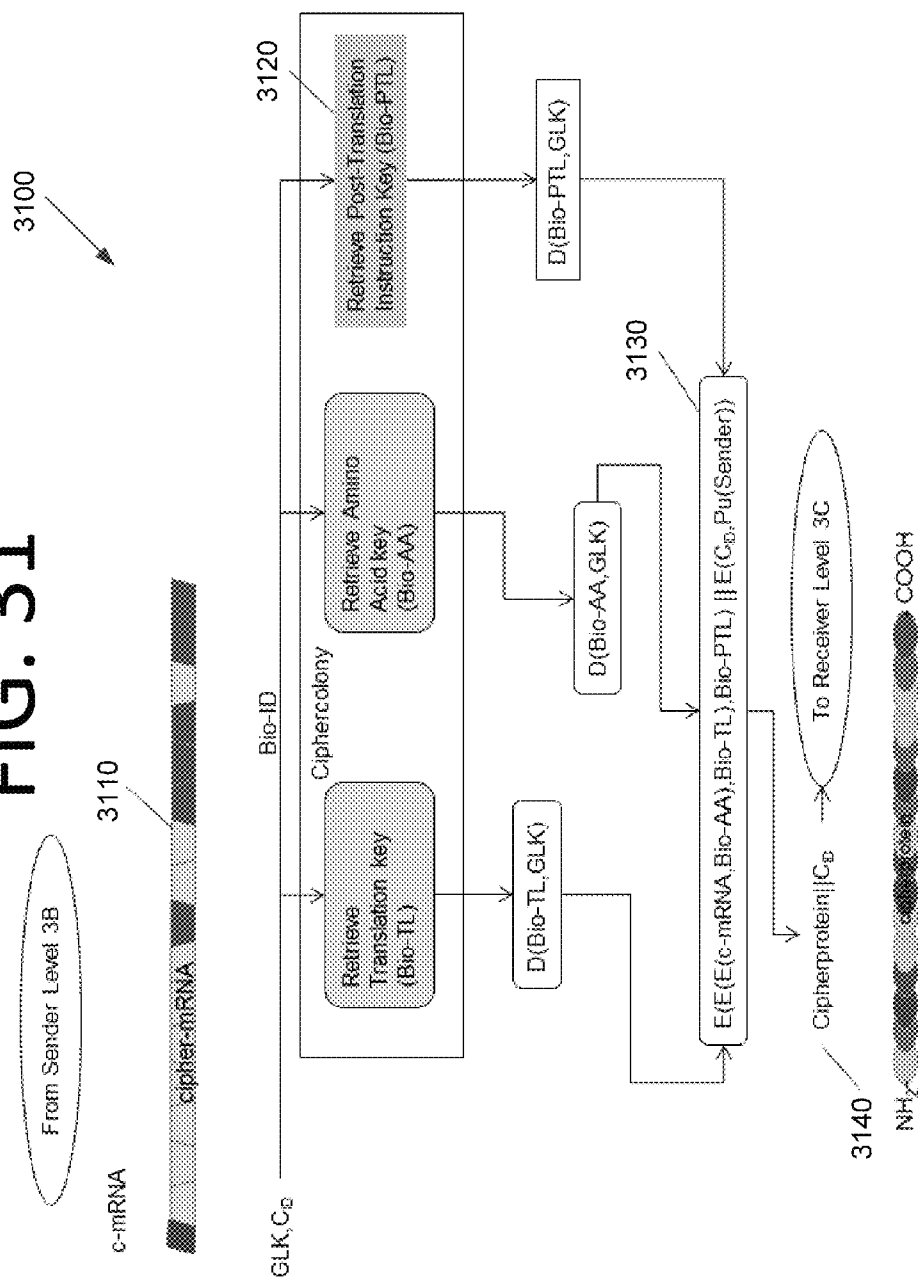 FIG. 31
3100
From Sender Level 3B
c-mRNA
3110
cipher-mRNA
GLK,C_ID
Bio-ID
Ciphercolony
Retrieve
Translation key
(Bio-TL)
Retrieve Amino
Acid key
(Bio-AA)
Retrieve Post-Translation
Instruction Key (Bio-PTL)
3120
D(Bio-TL,GLK)
D(Bio-AA,GLK)
D(Bio-PTL,GLK)
3130
E(E(E(c-mRNA,Bio-AA),Bio-TL),Bio-PTL) ||E(C_ID,Pu(Sender))
3140
Cipherprotein||C_ID
To Receiver Level 3C
NH2
COOH